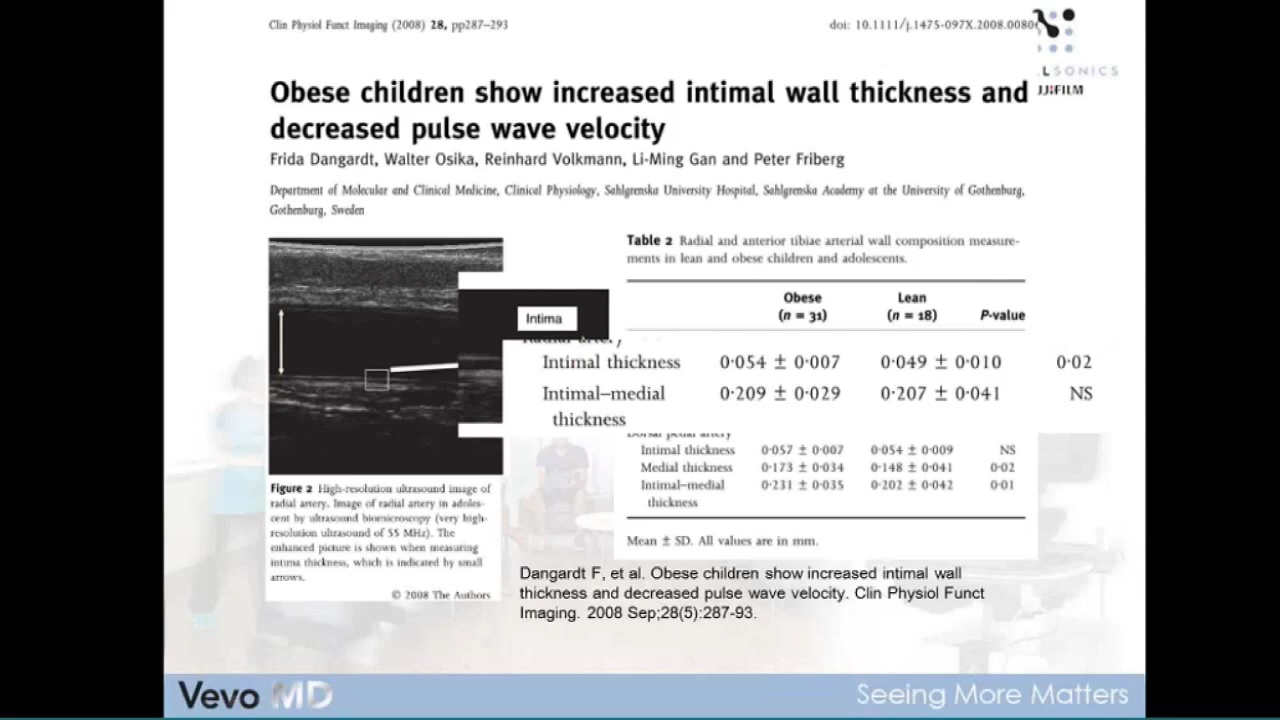 Clin Physiol Funct Imaging (2008) 28, pp287–293
doi: 10.1111/j.1475-097X.2008.0080
LSONICS
FUJIFILM
Obese children show increased intimal wall thickness and
decreased pulse wave velocity
Frida Dangardt, Walter Osika, Reinhard Volkmann, Li-Ming Gan and Peter Friberg
Department of Molecular and Clinical Medicine, Clinical Physiology, Sahlgrenska University Hospital, Sahlgrenska Academy at the University of Gothenburg,
Gothenburg, Sweden
Intima
Figure 2 High-resolution ultrasound image of
radial artery. Image of radial artery in adoles-
cent by ultrasound biomicroscopy (very high-
resolution ultrasound of 55 MHz). The
enhanced picture is shown when measuring
intima thickness, which is indicated by small
arrows.
© 2008 The Authors
Table 2 Radial and anterior tibiae arterial wall composition measure-
ments in lean and obese children and adolescents.
Obese Lean
(n = 31) (n = 18) P-value
Radial artery
Intimal thickness 0·054 ± 0·007 0·049 ± 0·010 0·02
Intimal–medial 0·209 ± 0·029 0·207 ± 0·041 NS
thickness
Dorsal pedal artery
Intimal thickness 0·057 ± 0·007 0·054 ± 0·009 NS
Medial thickness 0·173 ± 0·034 0·148 ± 0·041 0·02
Intimal–medial 0·231 ± 0·035 0·202 ± 0·042 0·01
thickness
Mean ± SD. All values are in mm.
Dangardt F, et al. Obese children show increased intimal wall
thickness and decreased pulse wave velocity. Clin Physiol Funct
Imaging. 2008 Sep;28(5):287-93.
Vevo MD
Seeing More Matters